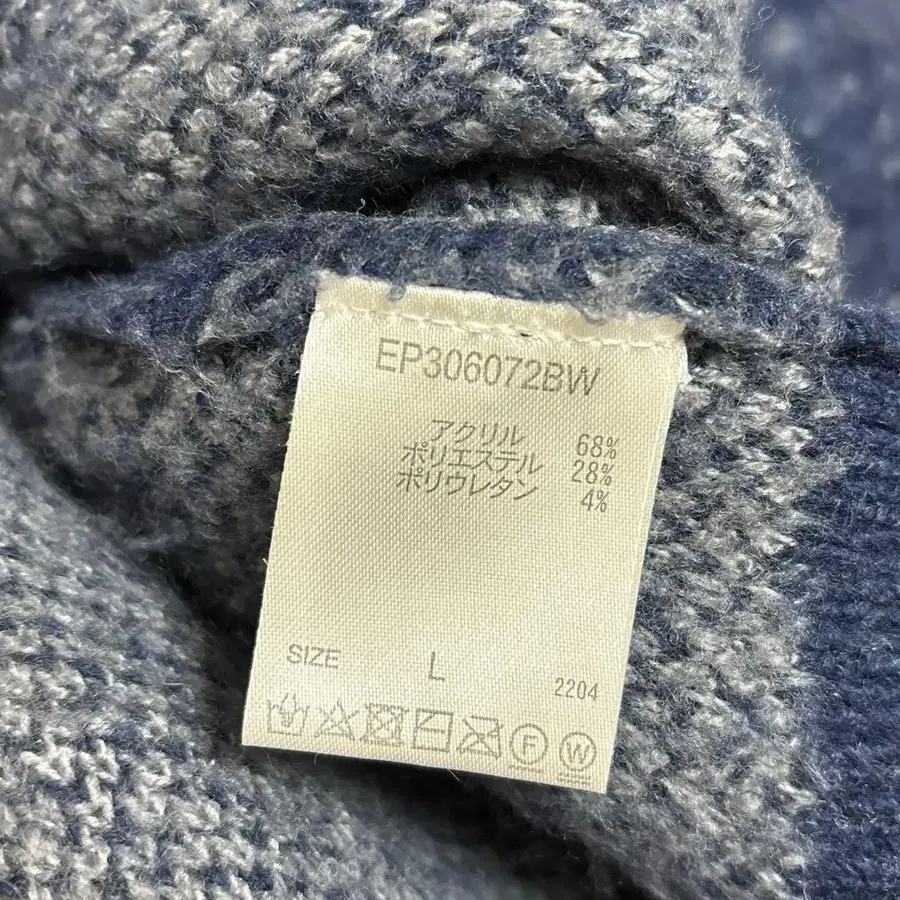 EP306072BW
アクリル 68%
ポリエステル 28%
ポリウレタン 4%
SIZE L
2204
F W